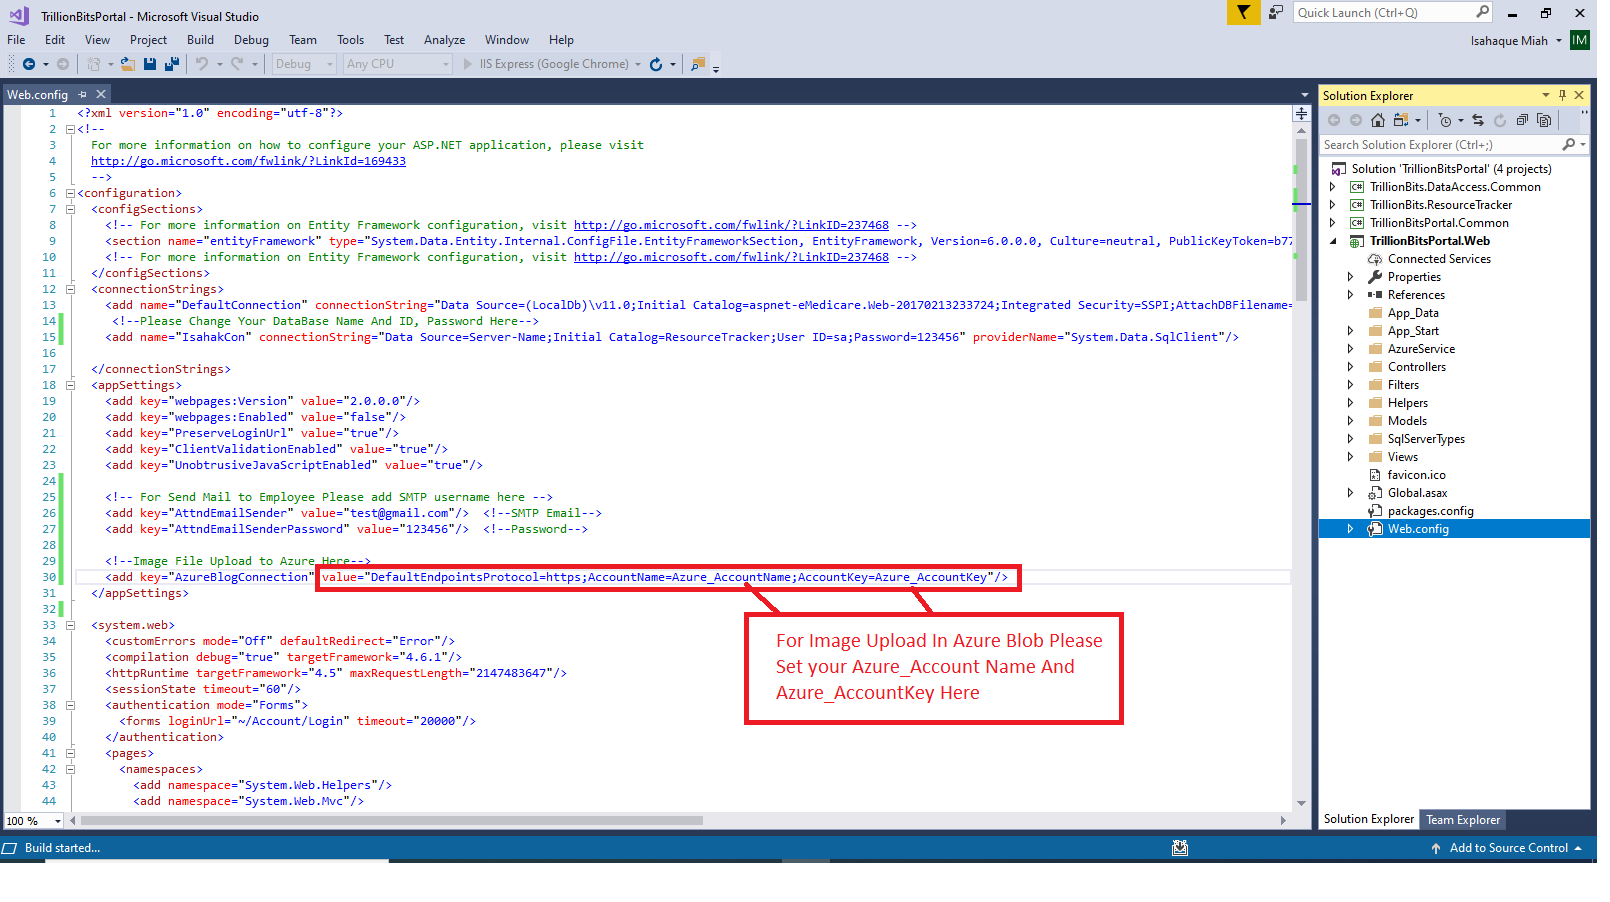 TrillionBitsPortal - Microsoft Visual Studio
Quick Launch (Ctrl+Q)
File Edit View Project Build Debug Team Tools Test Analyze Window Help
Isahaque Miah IM
Debug Any CPU IIS Express (Google Chrome)
Web.config
1 <?xml version="1.0" encoding="utf-8"?>
2 <!--
3 For more information on how to configure your ASP.NET application, please visit
4 http://go.microsoft.com/fwlink/?LinkId=169433
5 -->
6 <configuration>
7 <configSections>
8 <!-- For more information on Entity Framework configuration, visit http://go.microsoft.com/fwlink/?LinkID=237468 -->
9 <section name="entityFramework" type="System.Data.Entity.Internal.ConfigFile.EntityFrameworkSection, EntityFramework, Version=6.0.0.0, Culture=neutral, PublicKeyToken=b77
10 <!-- For more information on Entity Framework configuration, visit http://go.microsoft.com/fwlink/?LinkID=237468 -->
11 </configSections>
12 <connectionStrings>
13 <add name="DefaultConnection" connectionString="Data Source=(LocalDb)\v11.0;Initial Catalog=aspnet-eMedicare.Web-20170213233724;Integrated Security=SSPI;AttachDBFilename=
14 <!--Please Change Your DataBase Name And ID, Password Here-->
15 <add name="IsahakCon" connectionString="Data Source=Server-Name;Initial Catalog=ResourceTracker;User ID=sa;Password=123456" providerName="System.Data.SqlClient"/>
16
17 </connectionStrings>
18 <appSettings>
19 <add key="webpages:Version" value="2.0.0.0"/>
20 <add key="webpages:Enabled" value="false"/>
21 <add key="PreserveLoginUrl" value="true"/>
22 <add key="ClientValidationEnabled" value="true"/>
23 <add key="UnobtrusiveJavaScriptEnabled" value="true"/>
24
25 <!-- For Send Mail to Employee Please add SMTP username here -->
26 <add key="AttndEmailSender" value="test@gmail.com"/> <!--SMTP Email-->
27 <add key="AttndEmailSenderPassword" value="123456"/> <!--Password-->
28
29 <!--Image File Upload to Azure Here-->
30 <add key="AzureBlogConnection" value="DefaultEndpointsProtocol=https;AccountName=Azure_AccountName;AccountKey=Azure_AccountKey"/>
31 </appSettings>
32
33 <system.web>
34 <customErrors mode="Off" defaultRedirect="Error"/>
35 <compilation debug="true" targetFramework="4.6.1"/>
36 <httpRuntime targetFramework="4.5" maxRequestLength="2147483647"/>
37 <sessionState timeout="60"/>
38 <authentication mode="Forms">
39 <forms loginUrl="~/Account/Login" timeout="20000"/>
40 </authentication>
41 <pages>
42 <namespaces>
43 <add namespace="System.Web.Helpers"/>
44 <add namespace="System.Web.Mvc"/>
For Image Upload In Azure Blob Please
Set your Azure_Account Name And
Azure_AccountKey Here
100 %
Solution Explorer
Search Solution Explorer (Ctrl+;)
Solution 'TrillionBitsPortal' (4 projects)
C# TrillionBits.DataAccess.Common
C# TrillionBits.ResourceTracker
C# TrillionBitsPortal.Common
TrillionBitsPortal.Web
Connected Services
Properties
References
App_Data
App_Start
AzureService
Controllers
Filters
Helpers
Models
SqlServerTypes
Views
favicon.ico
Global.asax
packages.config
Web.config
Solution Explorer Team Explorer
Build started...
Add to Source Control